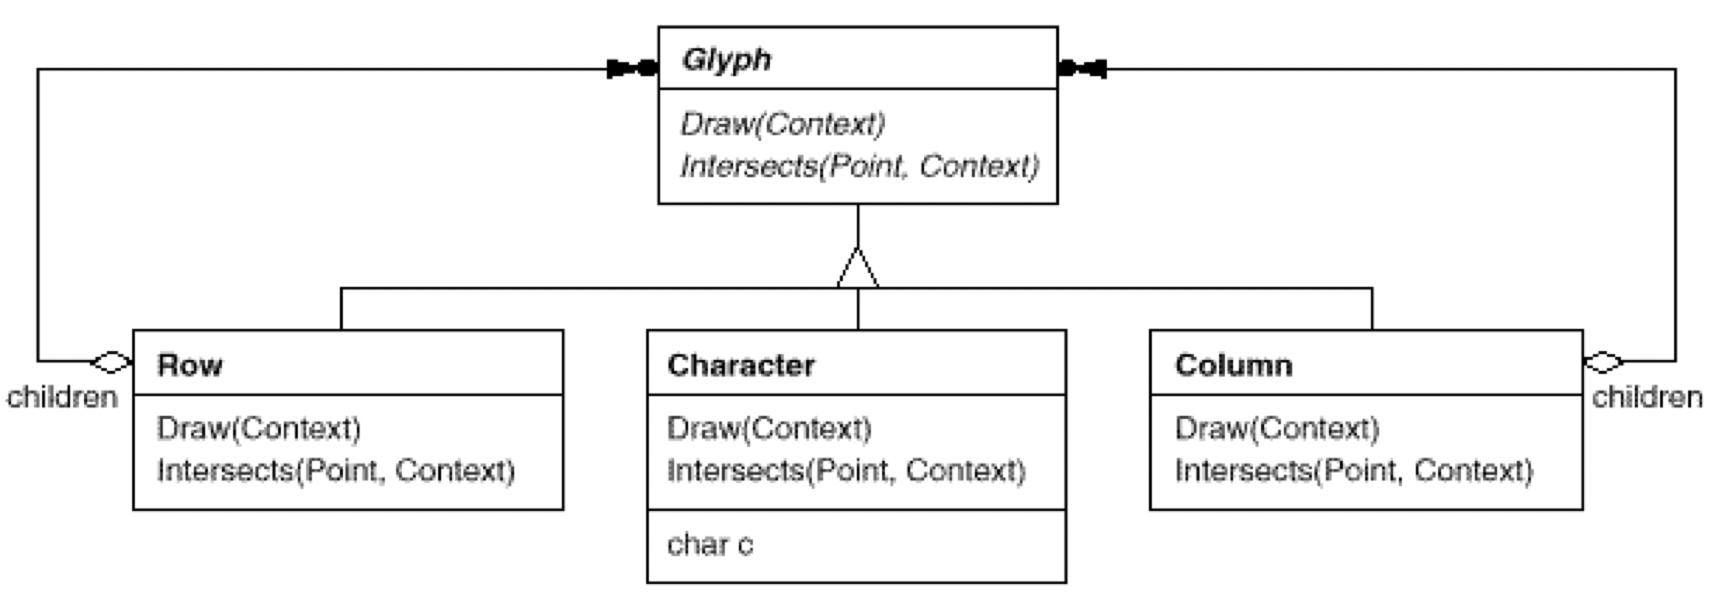 Glyph
Draw(Context)
Intersects(Point, Context)
children
Row
Draw(Context)
Intersects(Point, Context)
Character
Draw(Context)
Intersects(Point, Context)
char c
Column
Draw(Context)
Intersects(Point, Context)
children